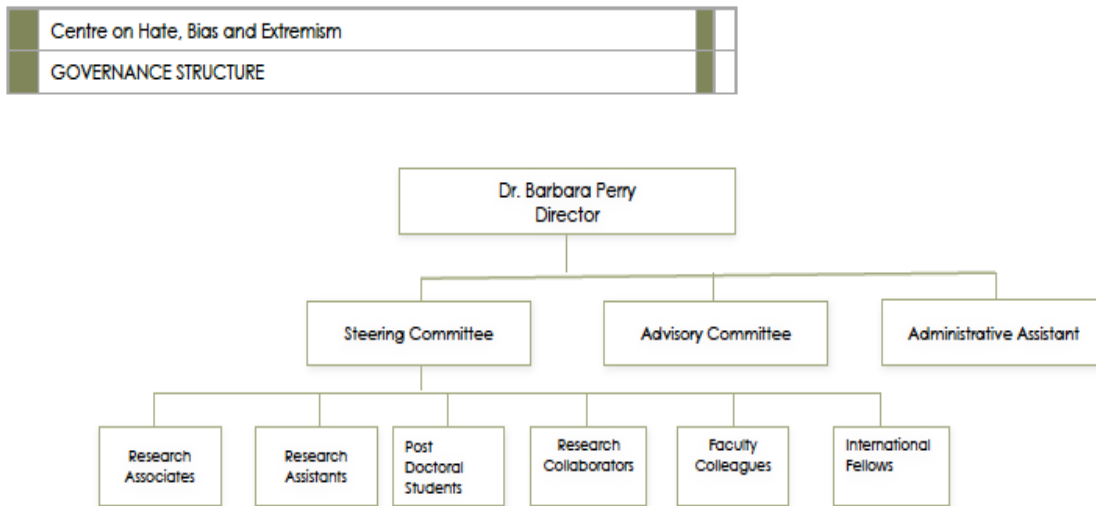 Centre on Hate, Bias and Extremism
GOVERNANCE STRUCTURE
Dr. Barbara Perry
Director
Steering Committee
Advisory Committee
Administrative Assistant
Research
Associates
Research
Assistants
Post
Doctoral
Students
Research
Collaborators
Faculty
Colleagues
International
Fellows